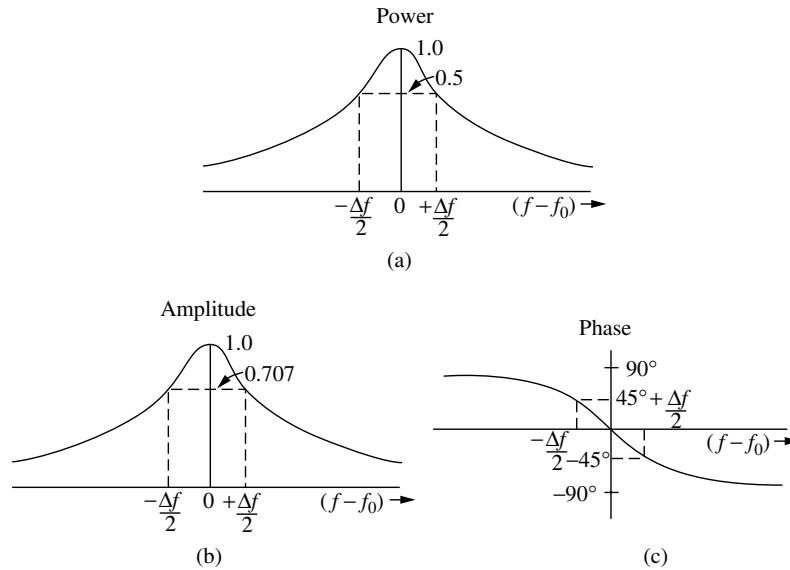 Power
1.0
0.5
−Δf/2 0 +Δf/2 (f−f₀)
(a)
Amplitude
1.0
0.707
−Δf/2 0 +Δf/2 (f−f₀)
(b)
Phase
90°
45° +Δf/2
−Δf/2 −45° (f−f₀)
−90°
(c)